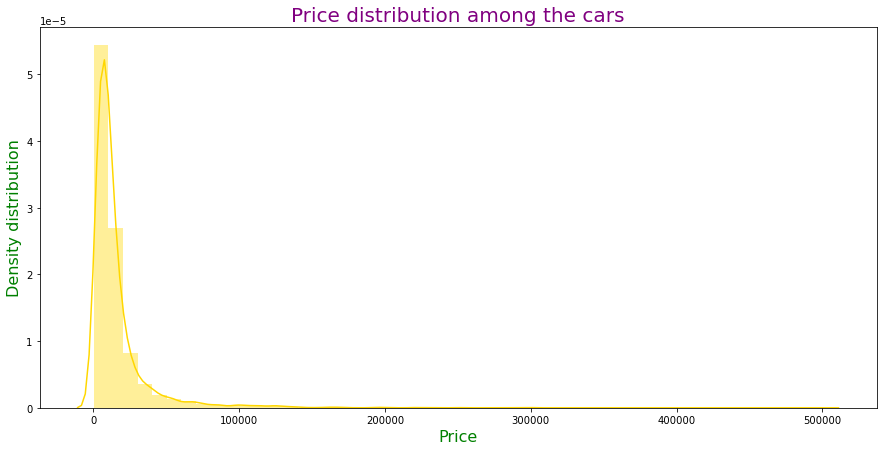 Price distribution among the cars
1e−5
5
4
3
2
1
0
Density distribution
0 100000 200000 300000 400000 500000
Price